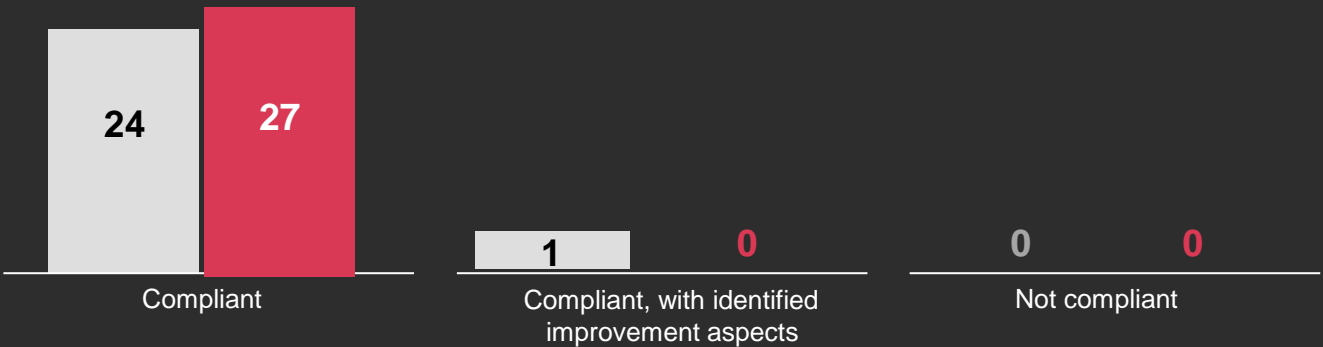 24
27
1
0
0
0
Compliant
Compliant, with identified
improvement aspects
Not compliant